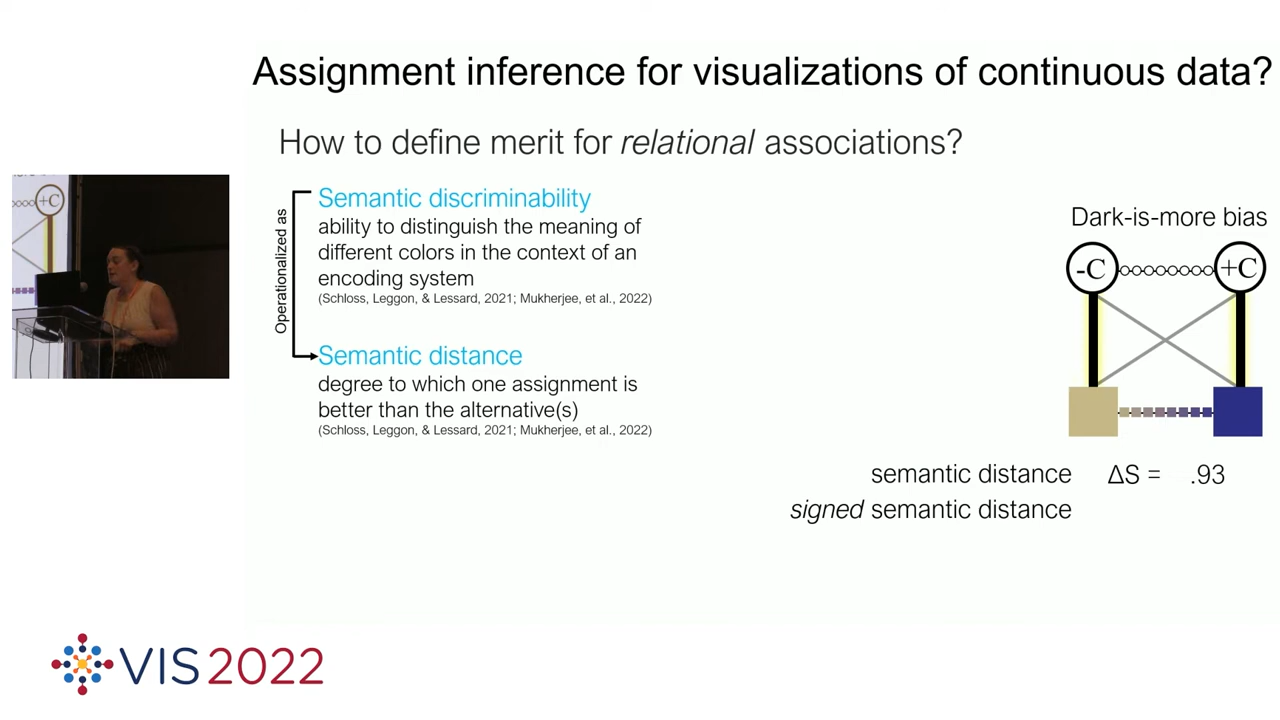 Assignment inference for visualizations of continuous data?
How to define merit for relational associations?
Operationalized as
Semantic discriminability
ability to distinguish the meaning of
different colors in the context of an
encoding system
(Schloss, Leggon, & Lessard, 2021; Mukherjee, et al., 2022)
Semantic distance
degree to which one assignment is
better than the alternative(s)
(Schloss, Leggon, & Lessard, 2021; Mukherjee, et al., 2022)
+C
Dark-is-more bias
-C +C
semantic distance ΔS = .93
signed semantic distance
VIS2022